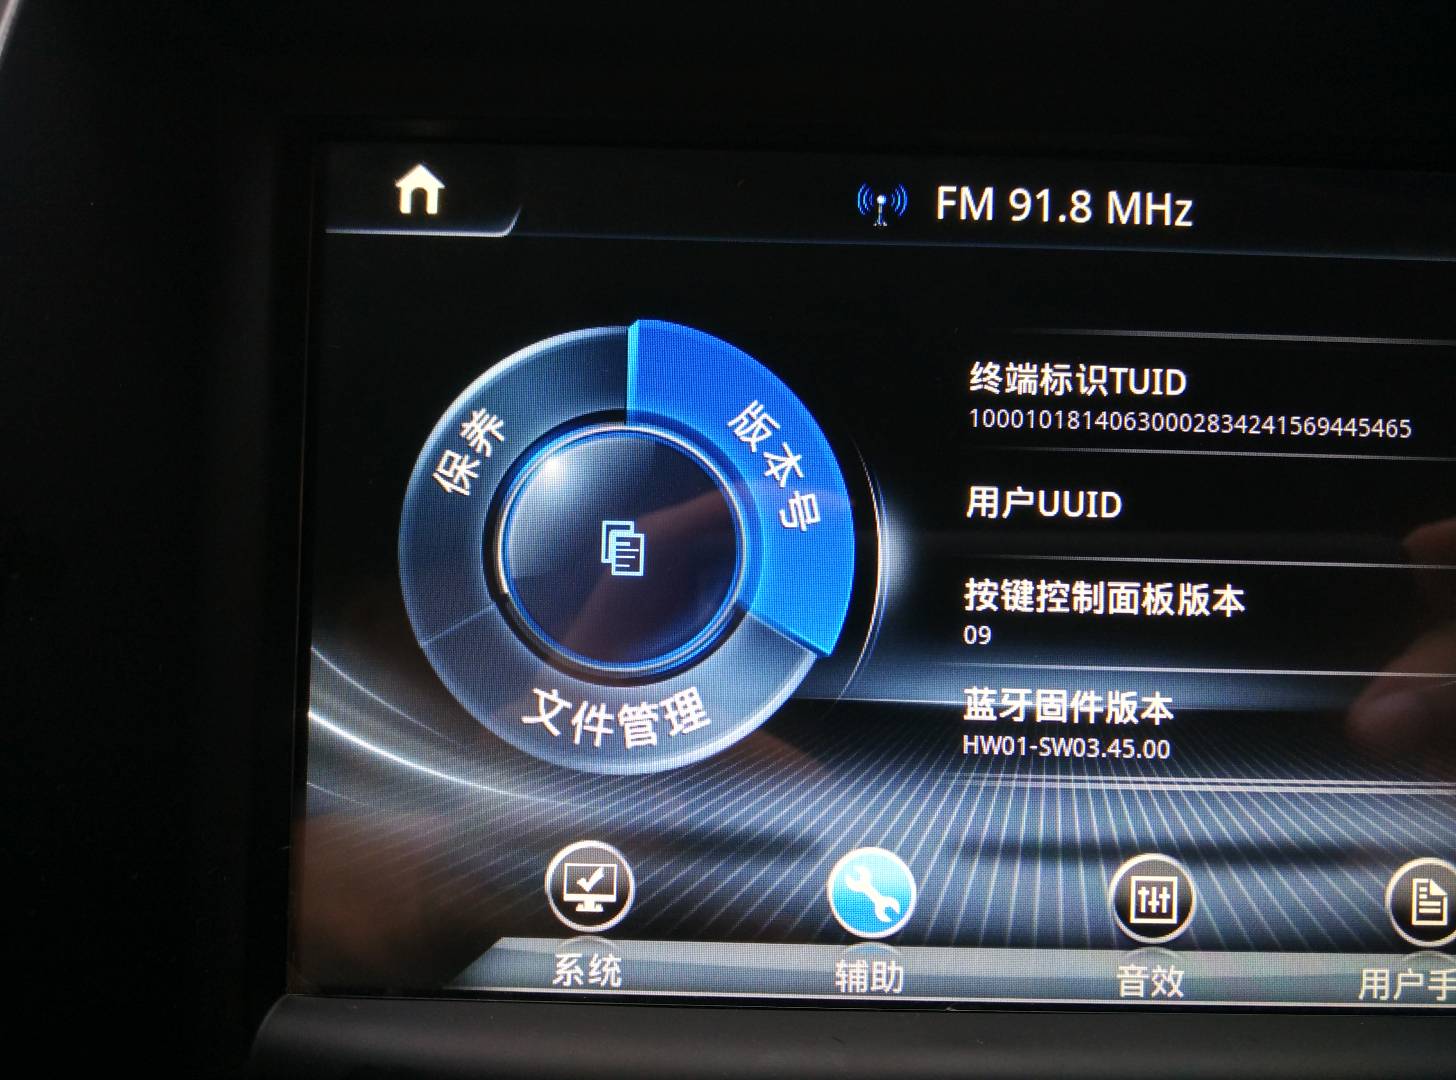 FM 91.8 MHz
保养
版本号
文件管理
终端标识TUID
10001018140630002834241569445465
用户UUID
按键控制面板版本
09
蓝牙固件版本
HW01-SW03.45.00
系统
辅助
音效
用户手